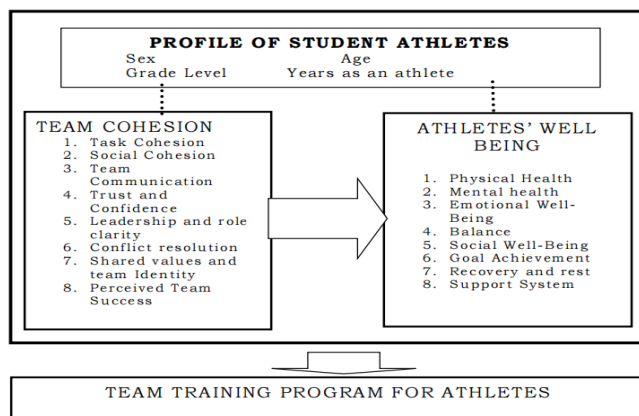 PROFILE OF STUDENT ATHLETES
Sex Age
Grade Level Years as an athlete
TEAM COHESION
1. Task Cohesion
2. Social Cohesion
3. Team
Communication
4. Trust and
Confidence
5. Leadership and role
clarity
6. Conflict resolution
7. Shared values and
team Identity
8. Perceived Team
Success
ATHLETES’ WELL
BEING
1. Physical Health
2. Mental health
3. Emotional Well-
Being
4. Balance
5. Social Well-Being
6. Goal Achievement
7. Recovery and rest
8. Support System
TEAM TRAINING PROGRAM FOR ATHLETES